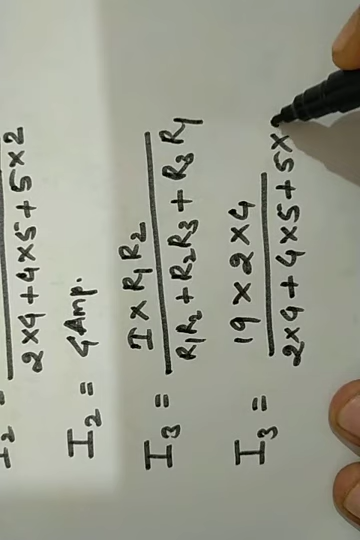 I₂ =
2×4+4×5+5×2
I₂ = 4 Amp.
I₃ = I × R₁R₂
R₁R₂ + R₂R₃ + R₃R₁
I₃ = 19 × 2 × 4
2×4 + 4×5 + 5×